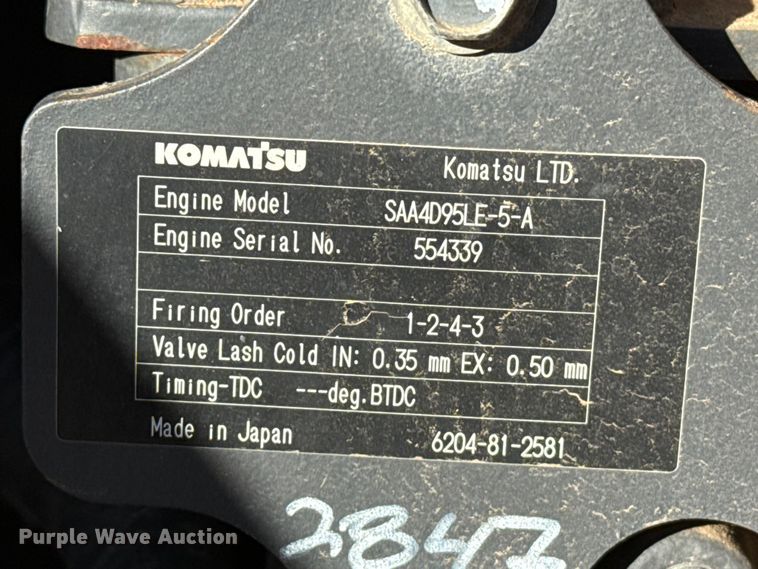 KOMATSU Komatsu LTD.
Engine Model SAA4D95LE-5-A
Engine Serial No. 554339
Firing Order 1-2-4-3
Valve Lash Cold IN: 0.35 mm EX: 0.50 mm
Timing-TDC ---deg.BTDC
Made in Japan 6204-81-2581
2847
Purple Wave Auction